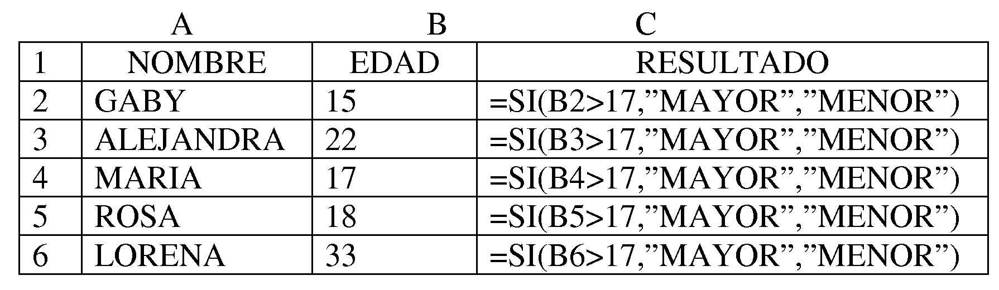 A B C
1 NOMBRE EDAD RESULTADO
2 GABY 15 =SI(B2>17,”MAYOR”,”MENOR”)
3 ALEJANDRA 22 =SI(B3>17,”MAYOR”,”MENOR”)
4 MARIA 17 =SI(B4>17,”MAYOR”,”MENOR”)
5 ROSA 18 =SI(B5>17,”MAYOR”,”MENOR”)
6 LORENA 33 =SI(B6>17,”MAYOR”,”MENOR”)